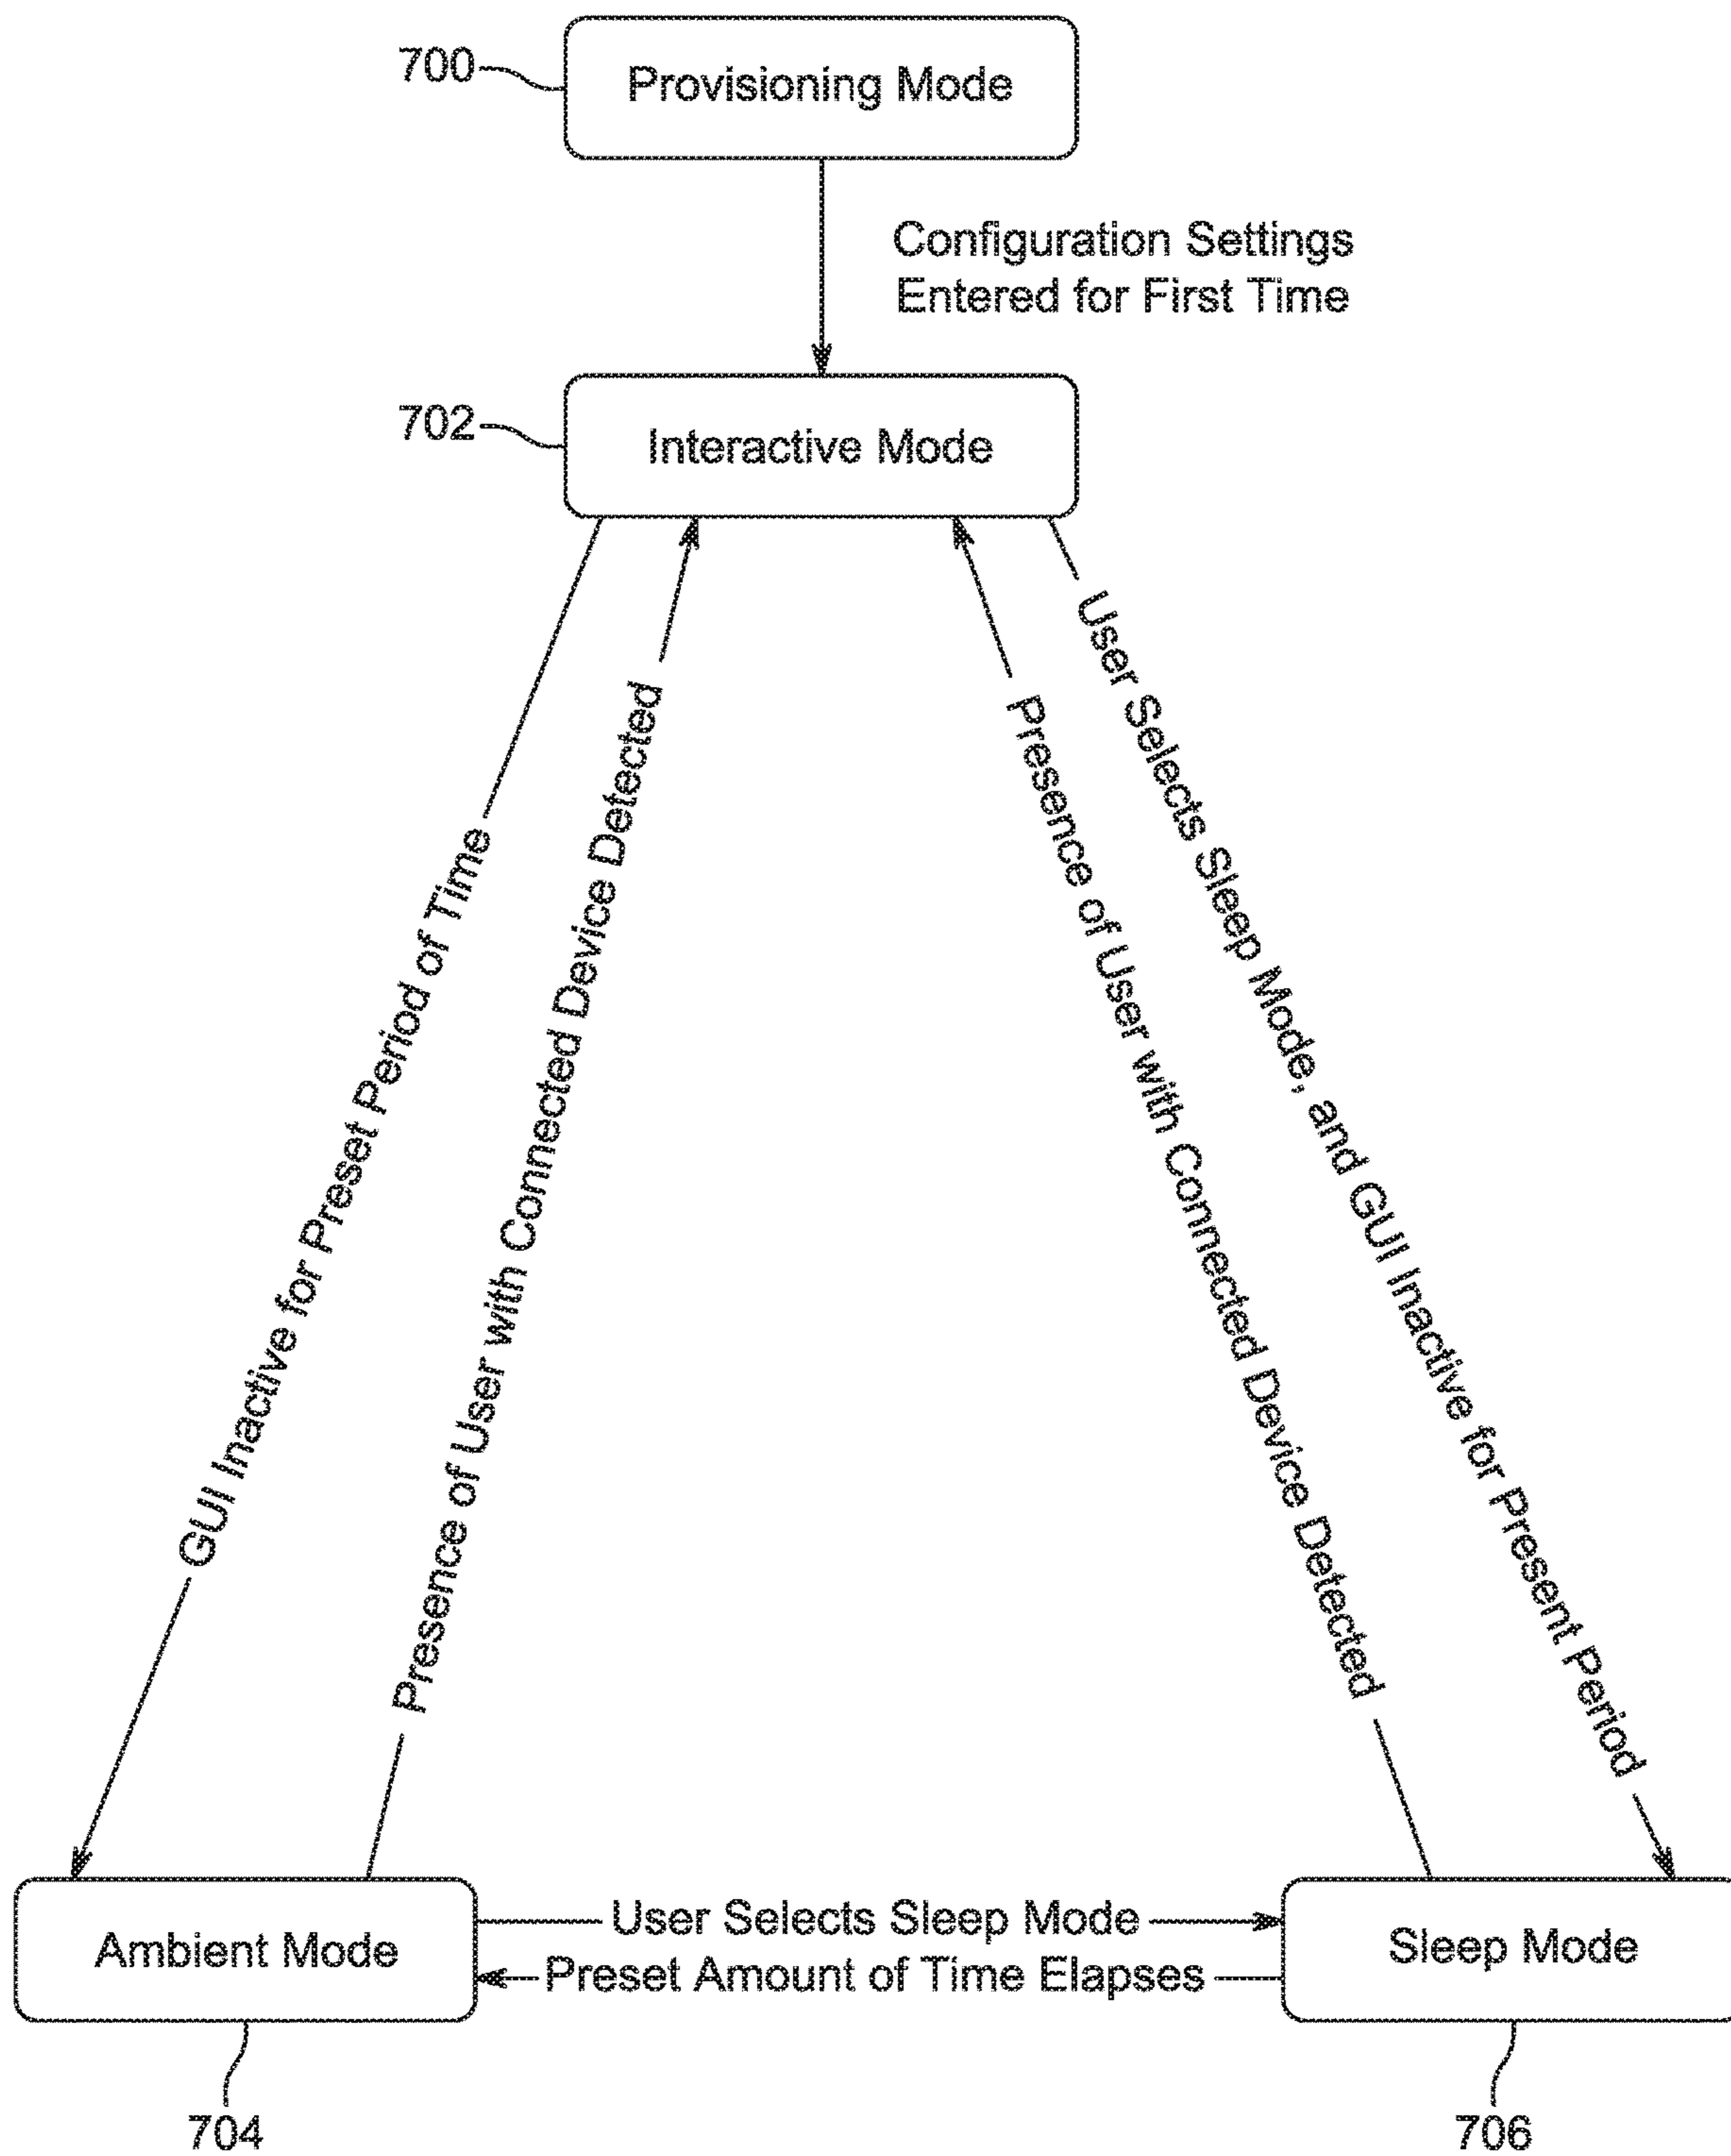 700
Provisioning Mode
Configuration Settings
Entered for First Time
702
Interactive Mode
GUI Inactive for Preset Period of Time
Presence of User with Connected Device Detected
Presence of User with Connected Device Detected
User Selects Sleep Mode, and GUI Inactive for Present Period
Ambient Mode
User Selects Sleep Mode
Preset Amount of Time Elapses
Sleep Mode
704
706